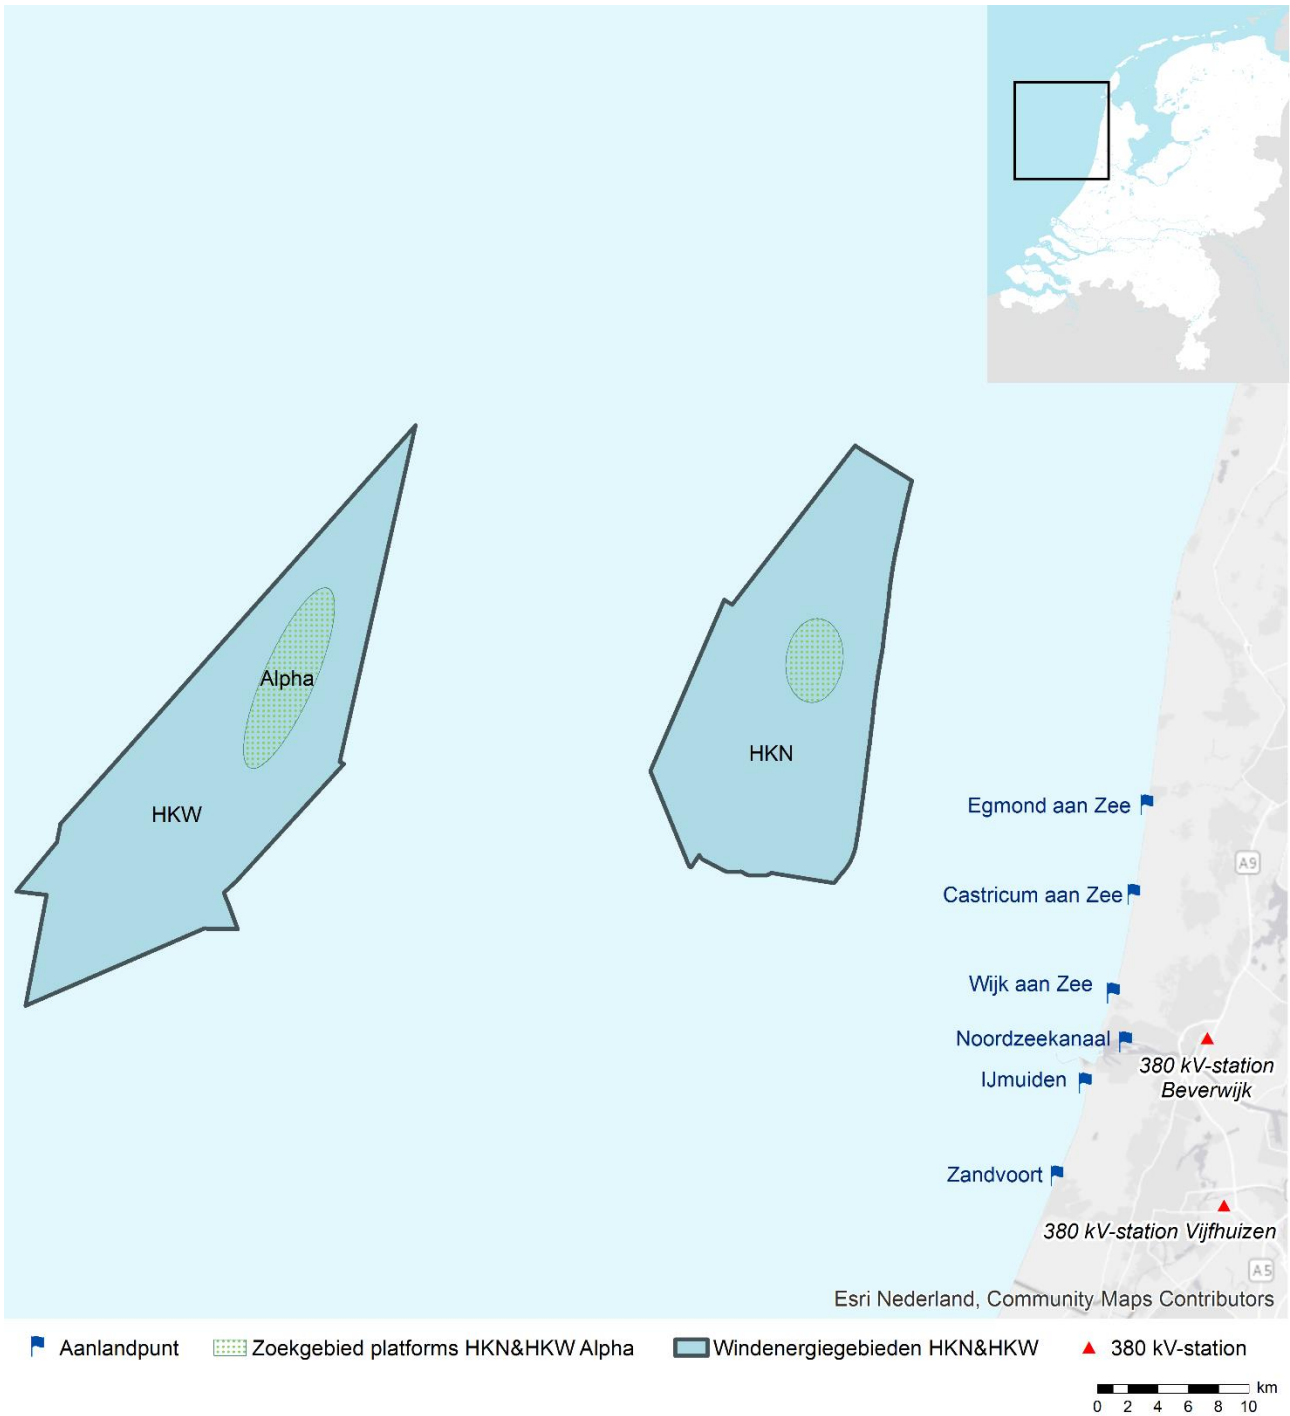 Alpha
HKW
HKN
Egmond aan Zee
A9
Castricum aan Zee
Wijk aan Zee
Noordzeekanaal
380 kV-station
Beverwijk
IJmuiden
Zandvoort
380 kV-station Vijfhuizen
A5
Esri Nederland, Community Maps Contributors
Aanlandpunt
Zoekgebied platforms HKN&HKW Alpha
Windenergiegebieden HKN&HKW
380 kV-station
km
0 2 4 6 8 10